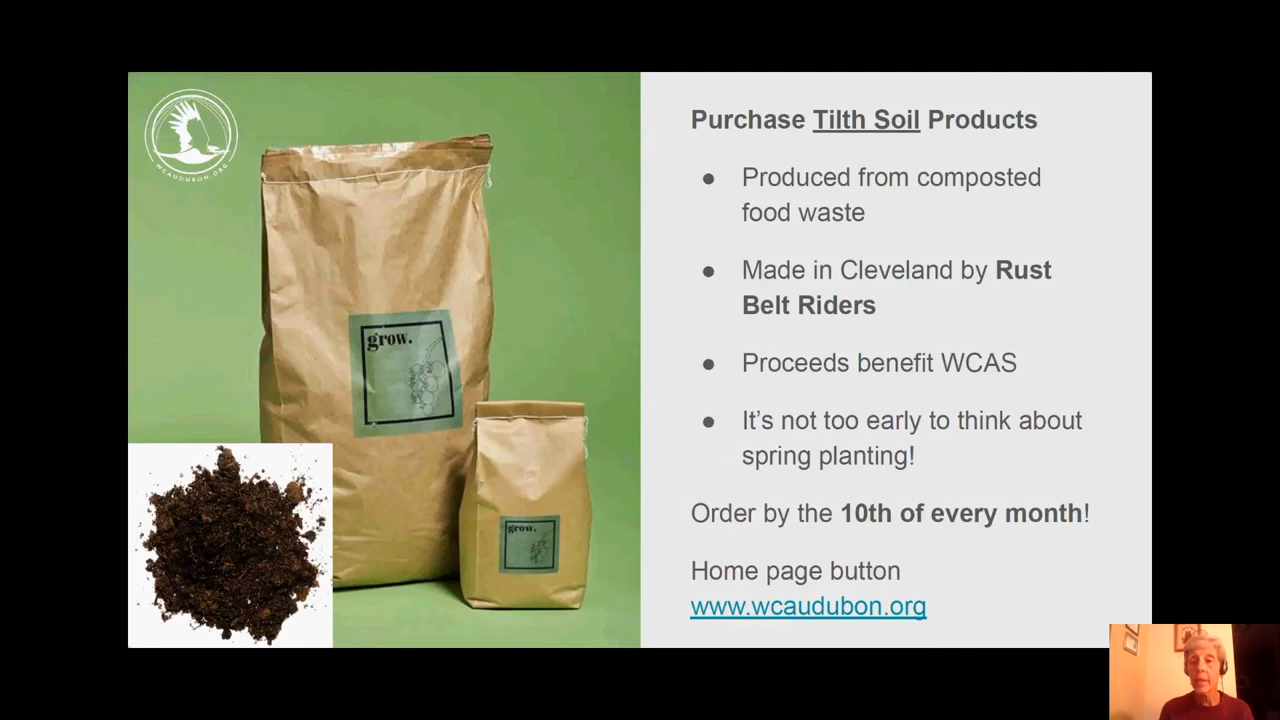 WCAUDUBON.ORG
grow.
grow.
Purchase Tilth Soil Products
● Produced from composted
food waste
● Made in Cleveland by Rust
Belt Riders
● Proceeds benefit WCAS
● It’s not too early to think about
spring planting!
Order by the 10th of every month!
Home page button
www.wcaudubon.org